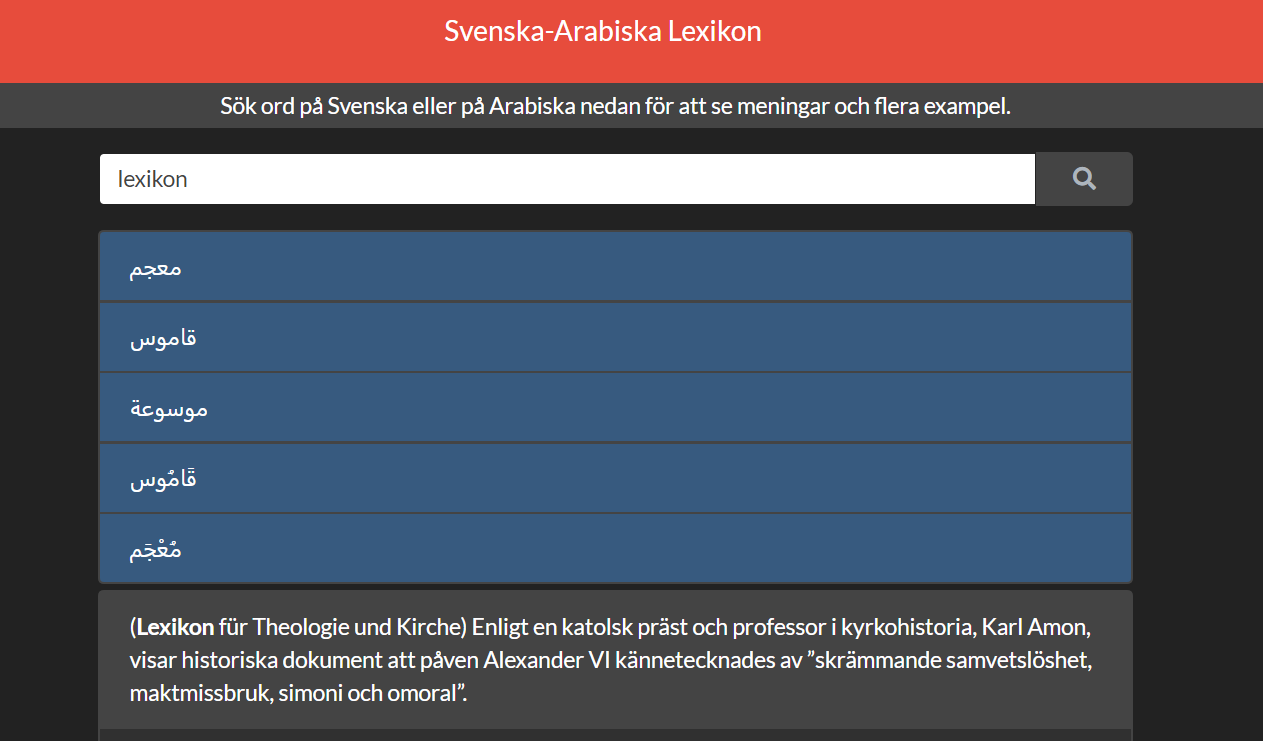 Svenska-Arabiska Lexikon
Sök ord på Svenska eller på Arabiska nedan för att se meningar och flera exampel.
lexikon
معجم
قاموس
موسوعة
قَامُوس
مُعْجَم
(Lexikon für Theologie und Kirche) Enligt en katolsk präst och professor i kyrkohistoria, Karl Amon,
visar historiska dokument att påven Alexander VI kännetecknades av ”skrämmande samvetslöshet,
maktmissbruk, simoni och omoral”.